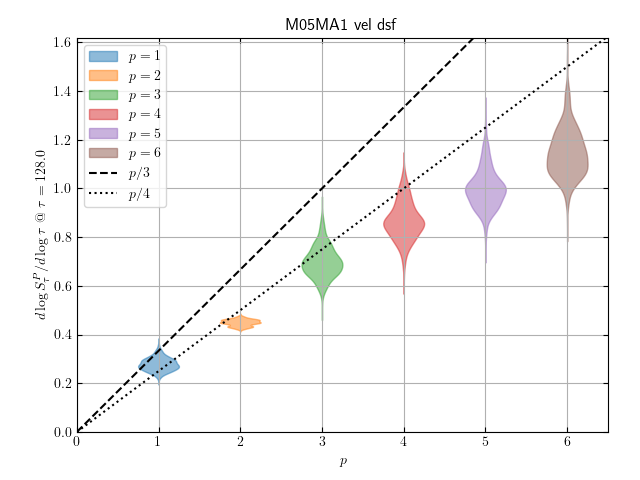 M05MA1 vel dsf
d log S_τ^P / d log τ @ τ = 128.0
1.6
1.4
1.2
1.0
0.8
0.6
0.4
0.2
0.0
p = 1
p = 2
p = 3
p = 4
p = 5
p = 6
p/3
p/4
0 1 2 3 4 5 6
p